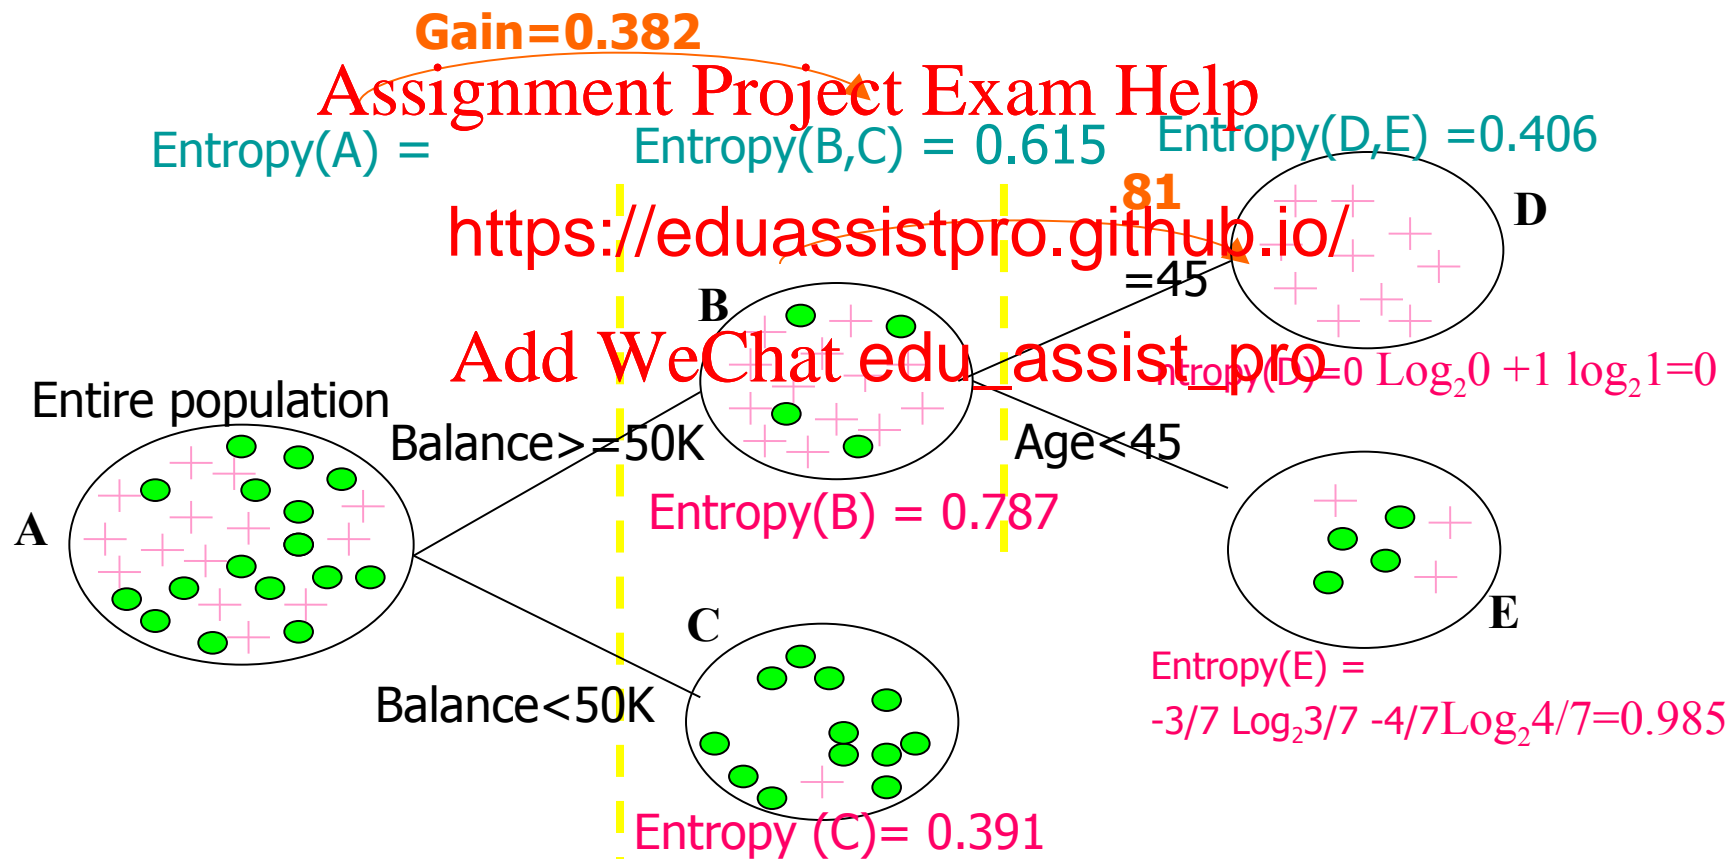 Gain=0.382
Assignment Project Exam Help
Entropy(A) =
Entropy(B,C) = 0.615
Entropy(D,E) =0.406
81
D
https://eduassistpro.github.io/
=45
B
Add WeChat edu_assist_pro
ntropy(D)=0 Log₂0 +1 log₂1=0
Entire population
Balance>=50K
Age<45
A
Entropy(B) = 0.787
C
E
Entropy(E) =
-3/7 Log₂3/7 -4/7Log₂4/7=0.985
Balance<50K
Entropy (C)= 0.391